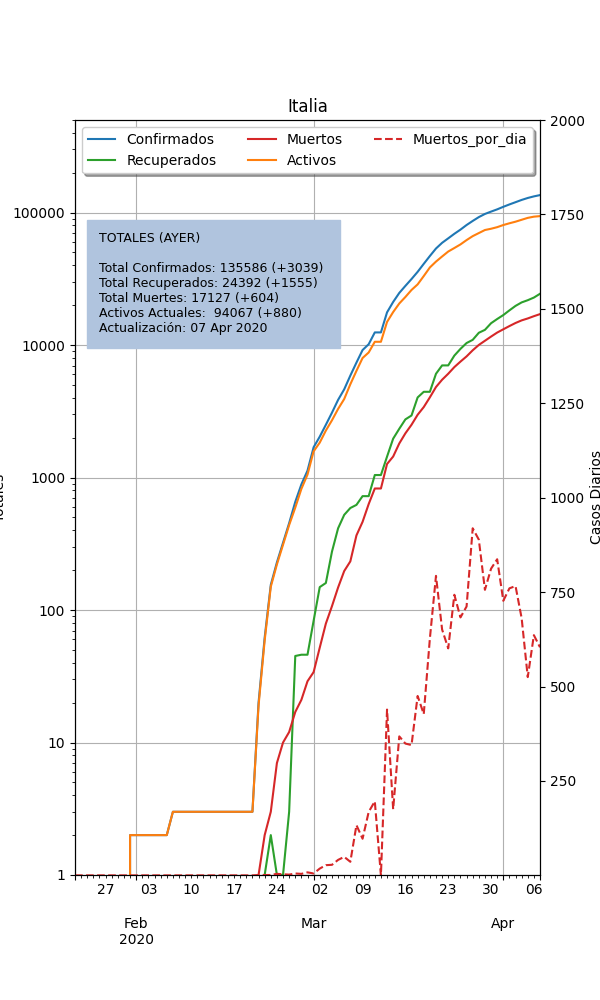 Italia
Confirmados
Recuperados
Muertos
Activos
Muertos_por_dia
TOTALES (AYER)
Total Confirmados: 135586 (+3039)
Total Recuperados: 24392 (+1555)
Total Muertes: 17127 (+604)
Activos Actuales:  94067 (+880)
Actualización: 07 Apr 2020
100000
10000
1000
100
10
1
Totales
2000
1750
1500
1250
1000
750
500
250
Casos Diarios
27 03 10 17 24 02 09 16 23 30 06
Feb Mar Apr
2020